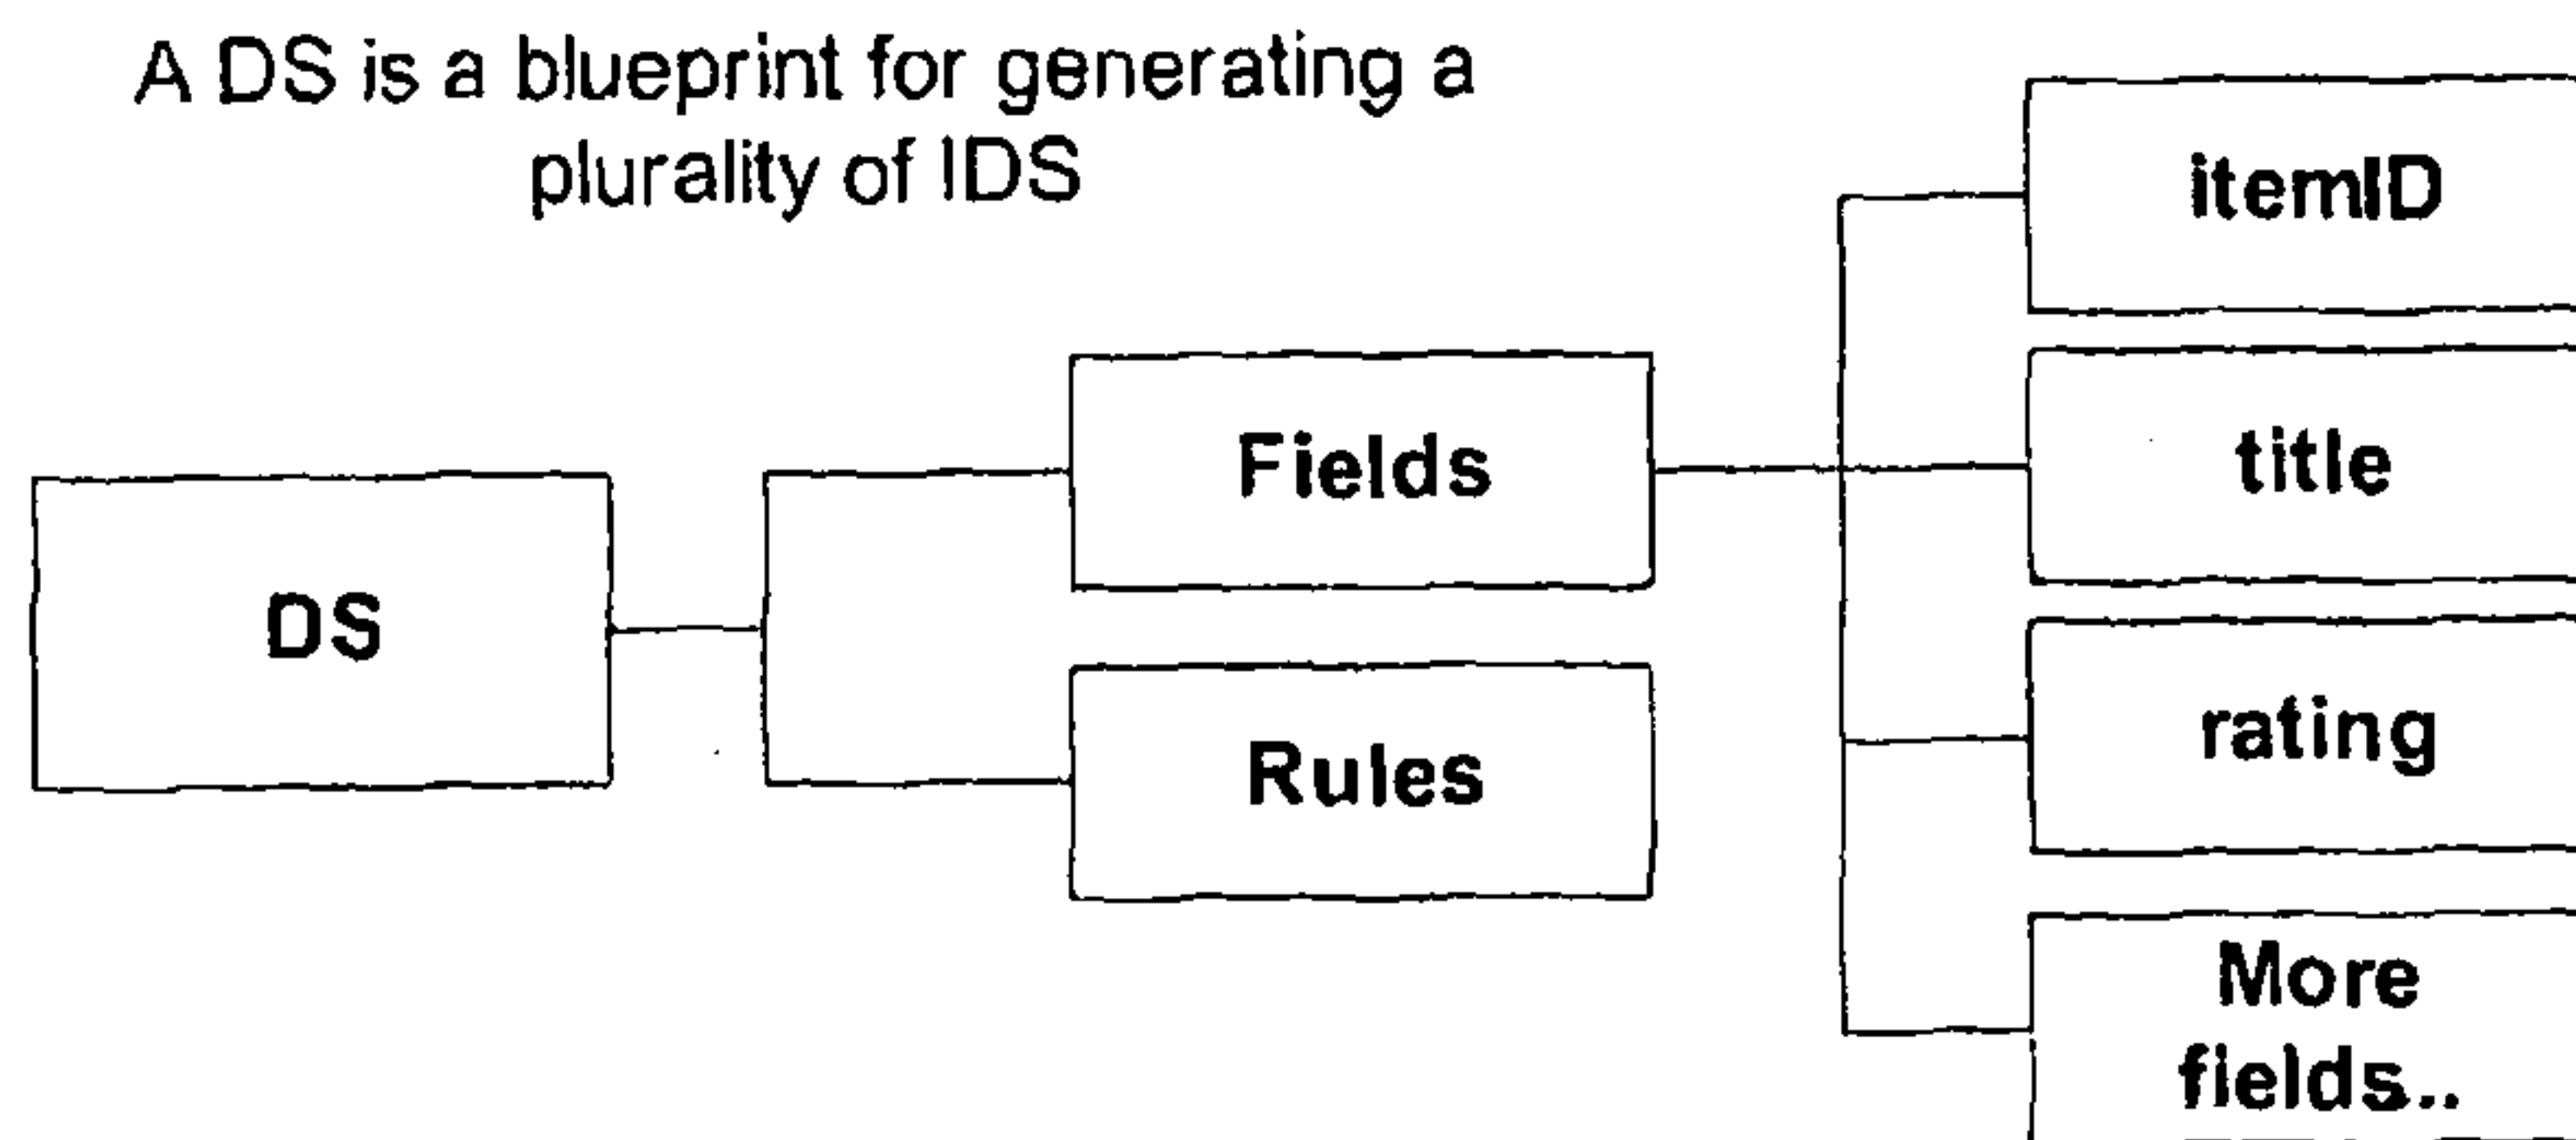 A DS is a blueprint for generating a
plurality of IDS
DS
Fields
Rules
itemID
title
rating
More
fields..